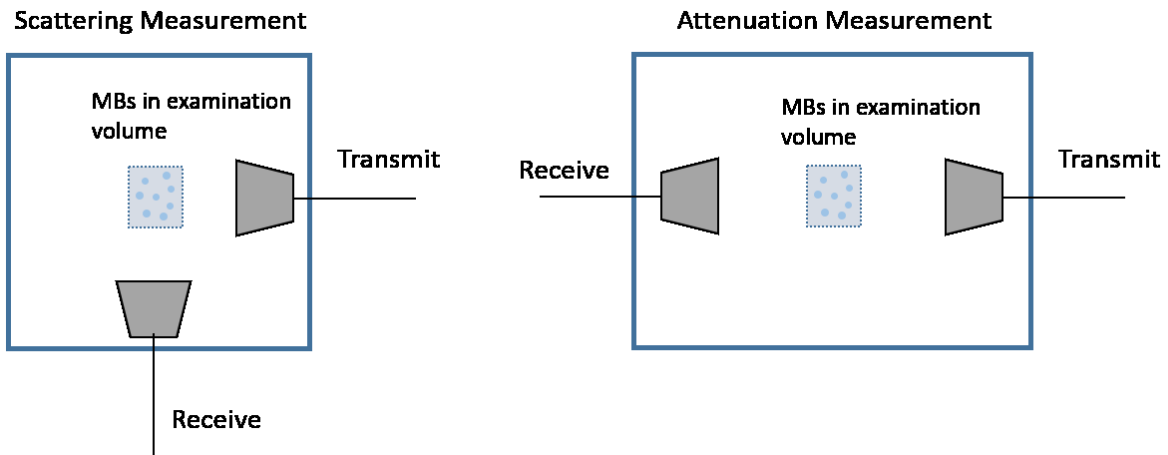 Scattering Measurement
MBs in examination
volume
Transmit
Receive
Attenuation Measurement
MBs in examination
volume
Receive
Transmit